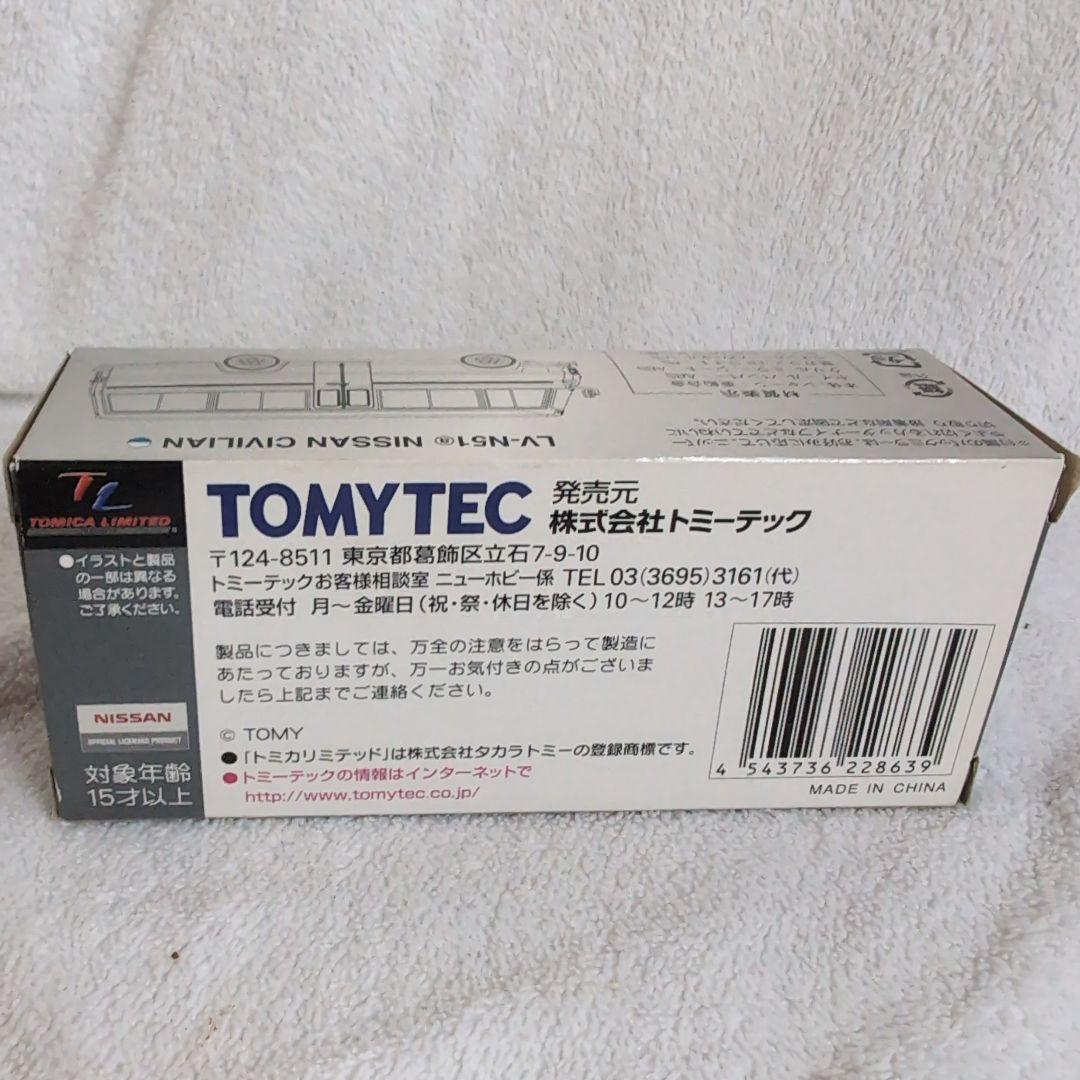 LV-N51ⓐ NISSAN CIVILIAN
材質表示
TL
TOMICA LIMITED
●イラストと製品
の一部は異なる
場合があります。
ご了承ください。
NISSAN
OFFICIAL LICENSED PRODUCT
対象年齢
15才以上
TOMYTEC
発売元
株式会社トミーテック
〒124-8511 東京都葛飾区立石7-9-10
トミーテックお客様相談室 ニューホビー係 TEL 03(3695)3161(代)
電話受付 月〜金曜日(祝・祭・休日を除く)10〜12時 13〜17時
製品につきましては、万全の注意をはらって製造に
あたっておりますが、万一お気付きの点がございま
したら上記までご連絡ください。
© TOMY
●「トミカリミテッド」は株式会社タカラトミーの登録商標です。
●トミーテックの情報はインターネットで
http://www.tomytec.co.jp/
4 543736 228639
MADE IN CHINA